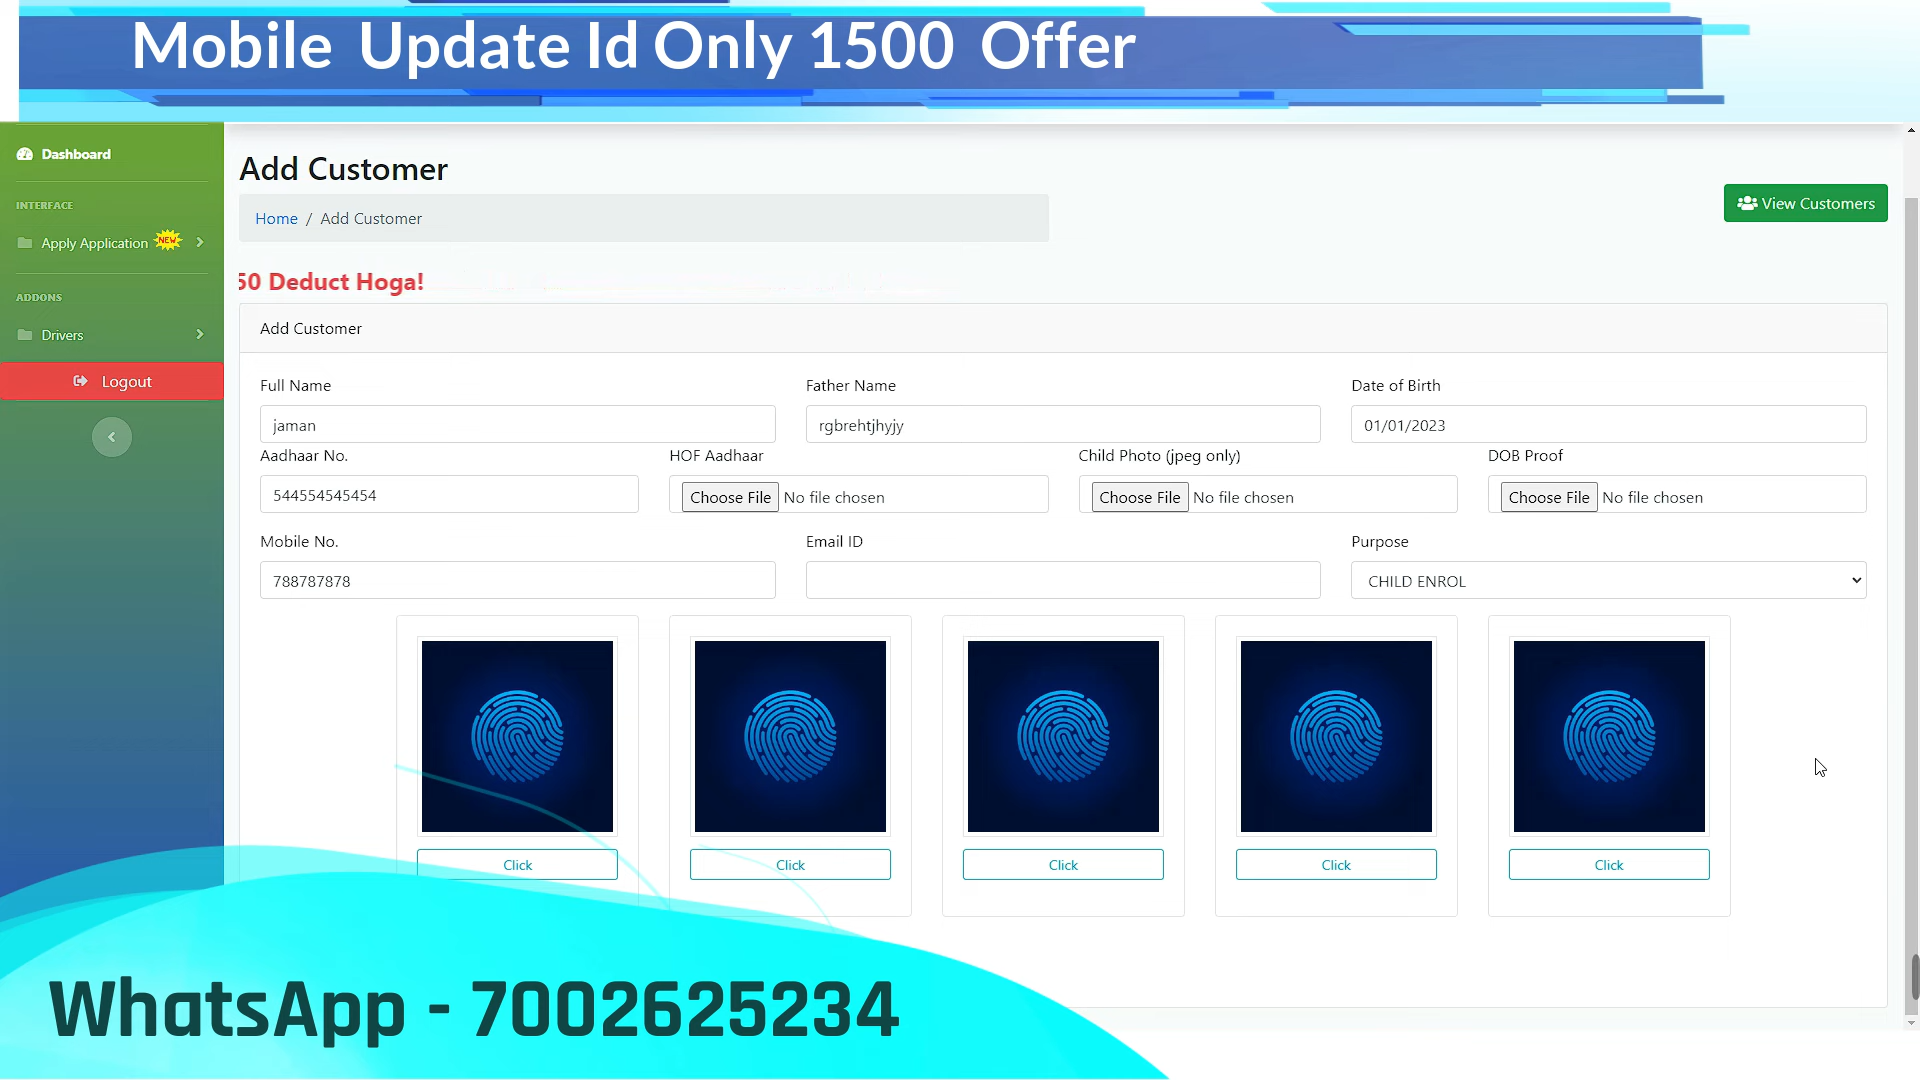 Mobile Update Id Only 1500 Offer
Dashboard
INTERFACE
Apply Application NEW
ADDONS
Drivers
Logout
Add Customer
Home / Add Customer
View Customers
50 Deduct Hoga!
Add Customer
Full Name Father Name Date of Birth
jaman rgbrehtjhyjy 01/01/2023
Aadhaar No. HOF Aadhaar Child Photo (jpeg only) DOB Proof
544554545454 Choose File No file chosen Choose File No file chosen Choose File No file chosen
Mobile No. Email ID Purpose
788787878 CHILD ENROL
Click Click Click Click Click
WhatsApp - 7002625234